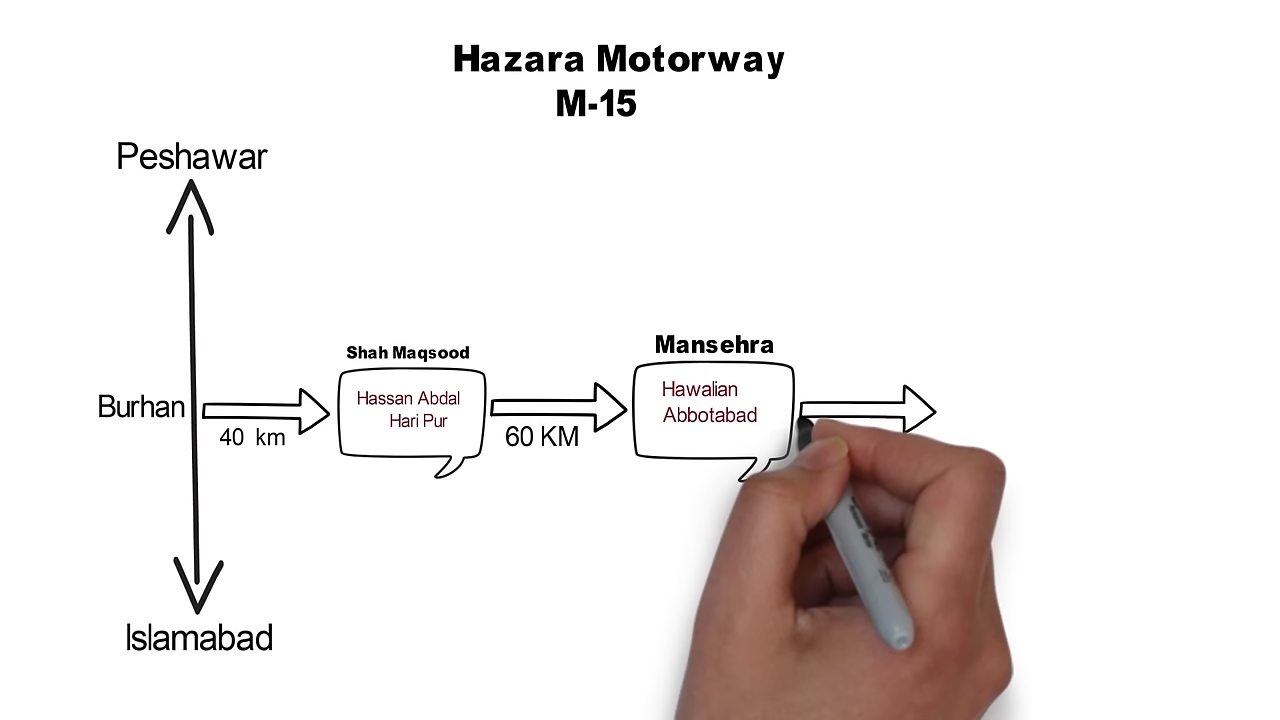 Hazara Motorway
M-15
Peshawar
Shah Maqsood
Mansehra
Hassan Abdal
Hari Pur
Hawalian
Abbotabad
Burhan
40 km
60 KM
Islamabad